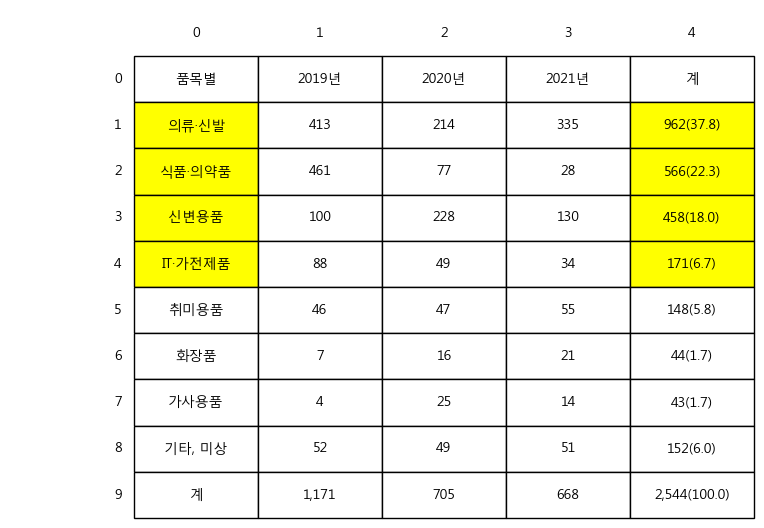 0 1 2 3 4
0 품목별 2019년 2020년 2021년 계
1 의류·신발 413 214 335 962(37.8)
2 식품·의약품 461 77 28 566(22.3)
3 신변용품 100 228 130 458(18.0)
4 IT·가전제품 88 49 34 171(6.7)
5 취미용품 46 47 55 148(5.8)
6 화장품 7 16 21 44(1.7)
7 가사용품 4 25 14 43(1.7)
8 기타, 미상 52 49 51 152(6.0)
9 계 1,171 705 668 2,544(100.0)